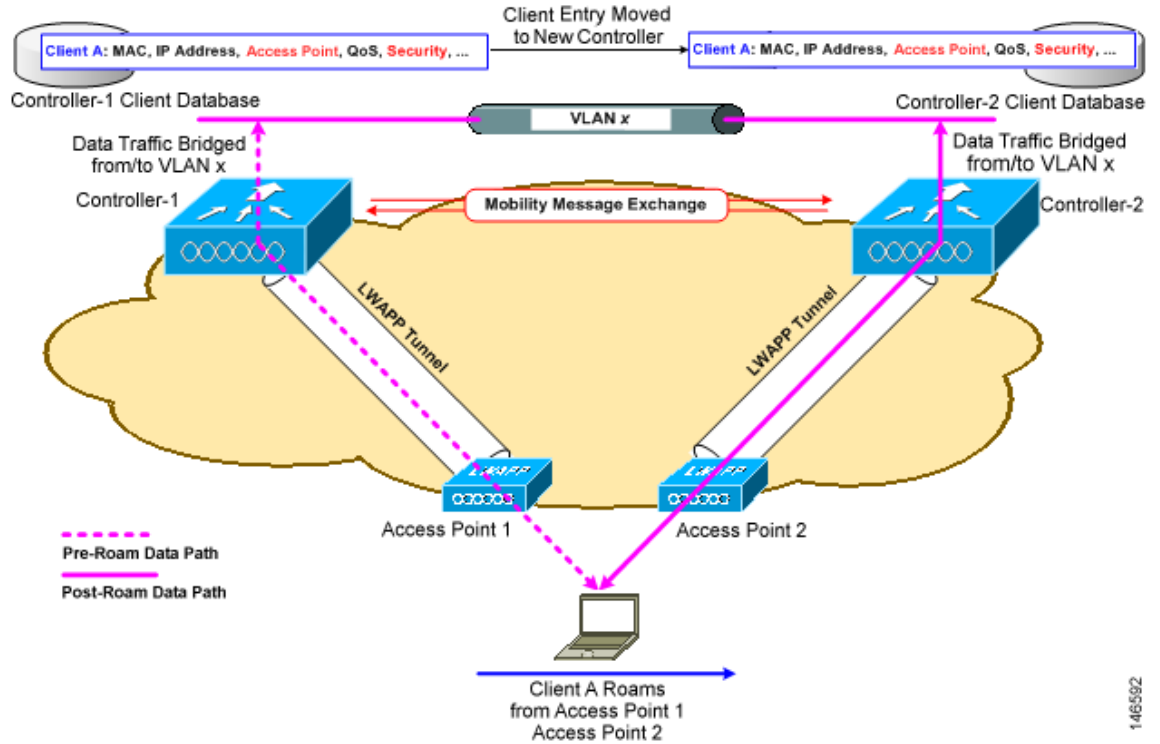 Client Entry Moved
to New Controller
Client A: MAC, IP Address, Access Point, QoS, Security, ...
Client A: MAC, IP Address, Access Point, QoS, Security, ...
Controller-1 Client Database
Controller-2 Client Database
VLAN x
Data Traffic Bridged
from/to VLAN x
Data Traffic Bridged
from/to VLAN x
Controller-1
Mobility Message Exchange
Controller-2
LWAPP Tunnel
LWAPP Tunnel
LWAPP
LWAPP
Access Point 1
Access Point 2
Pre-Roam Data Path
Post-Roam Data Path
Client A Roams
from Access Point 1
Access Point 2
146592